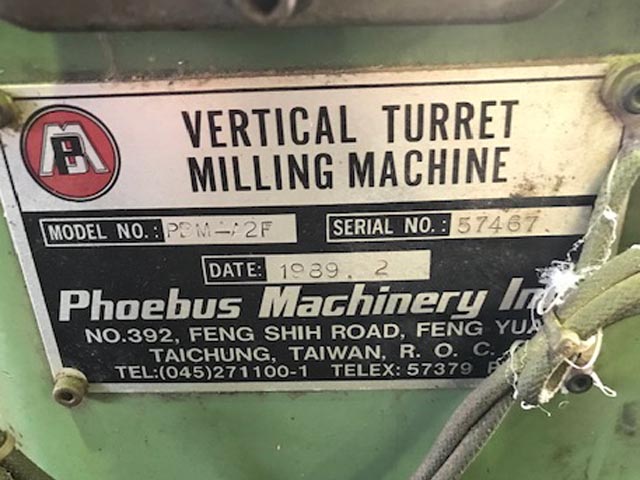 VERTICAL TURRET
MILLING MACHINE
MODEL NO.: SERIAL NO.: 57467.
DATE: 1989. 2
Phoebus Machinery
NO.392, FENG SHIH ROAD, FENG
TAICHUNG, TAIWAN, R. O. C.
TEL:(045)271100-1 TELEX: 57379